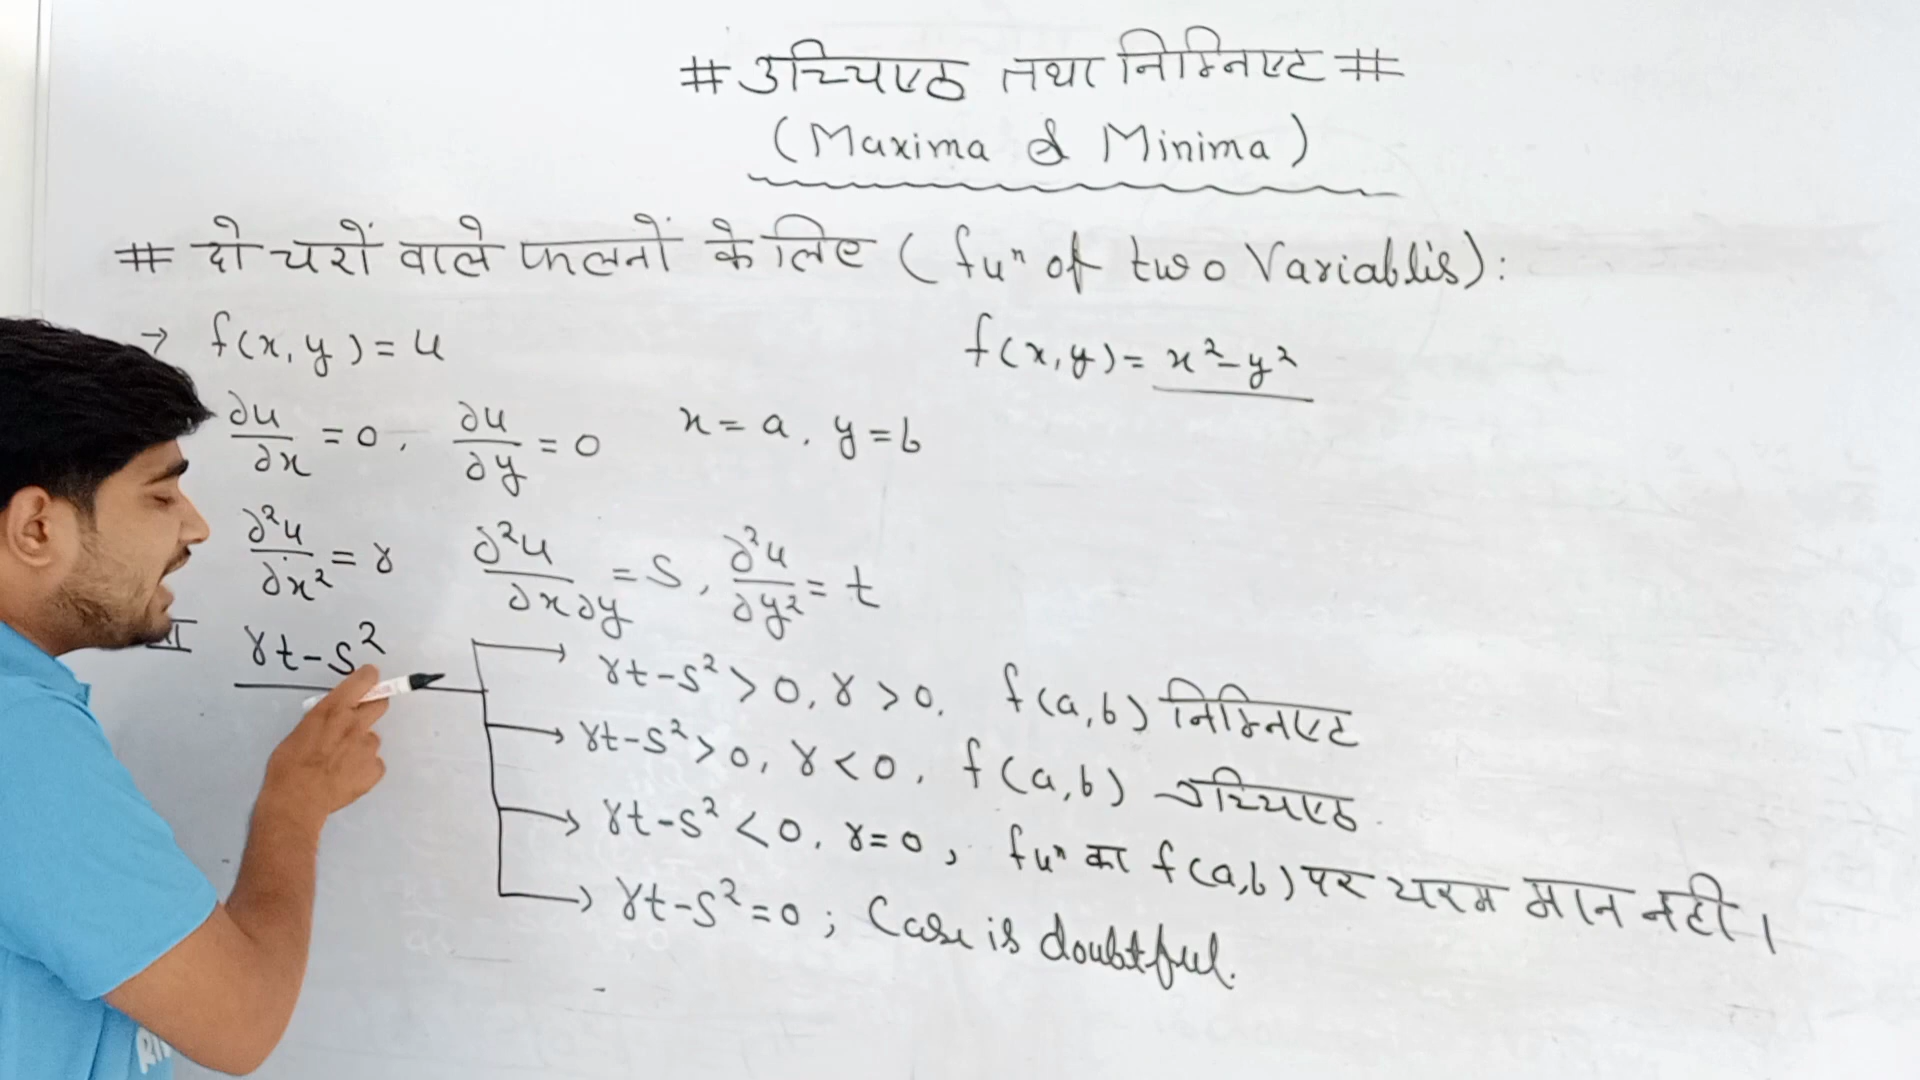 # उच्चिष्ठ तथा निम्निष्ट #
(Maxima & Minima)
# दो चरों वाले फलनों के लिए (fuⁿ of two Variablis):
→ f(x, y) = u
f(x, y) = x² - y²
∂u/∂x = 0, ∂u/∂y = 0 x = a, y = b
∂²u/∂x² = r ∂²u/∂x∂y = s, ∂²u/∂y² = t
rt - s²
→ rt - s² > 0, r > 0, f(a, b) निम्निष्ट
→ rt - s² > 0, r < 0, f(a, b) उच्चिष्ठ
→ rt - s² < 0, r = 0, fuⁿ का f(a, b) पर चरम मान नही।
→ rt - s² = 0; Case is doubtful.